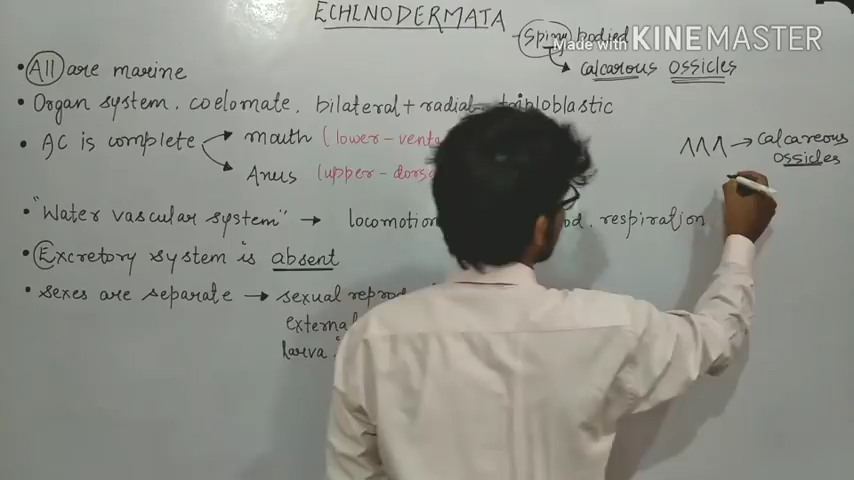 ECHINODERMATA
Spiny bodied
Made with KINEMASTER
calcarous ossicles
• All are marine
• Organ system, coelomate, bilateral + radial triploblastic
• AC is complete mouth (lower - vent
Anus (upper - dors
calcareous
ossicles
• "Water vascular system" → locomotion respiration
• Excretory system is absent
• sexes are separate → sexual repro
external
larva